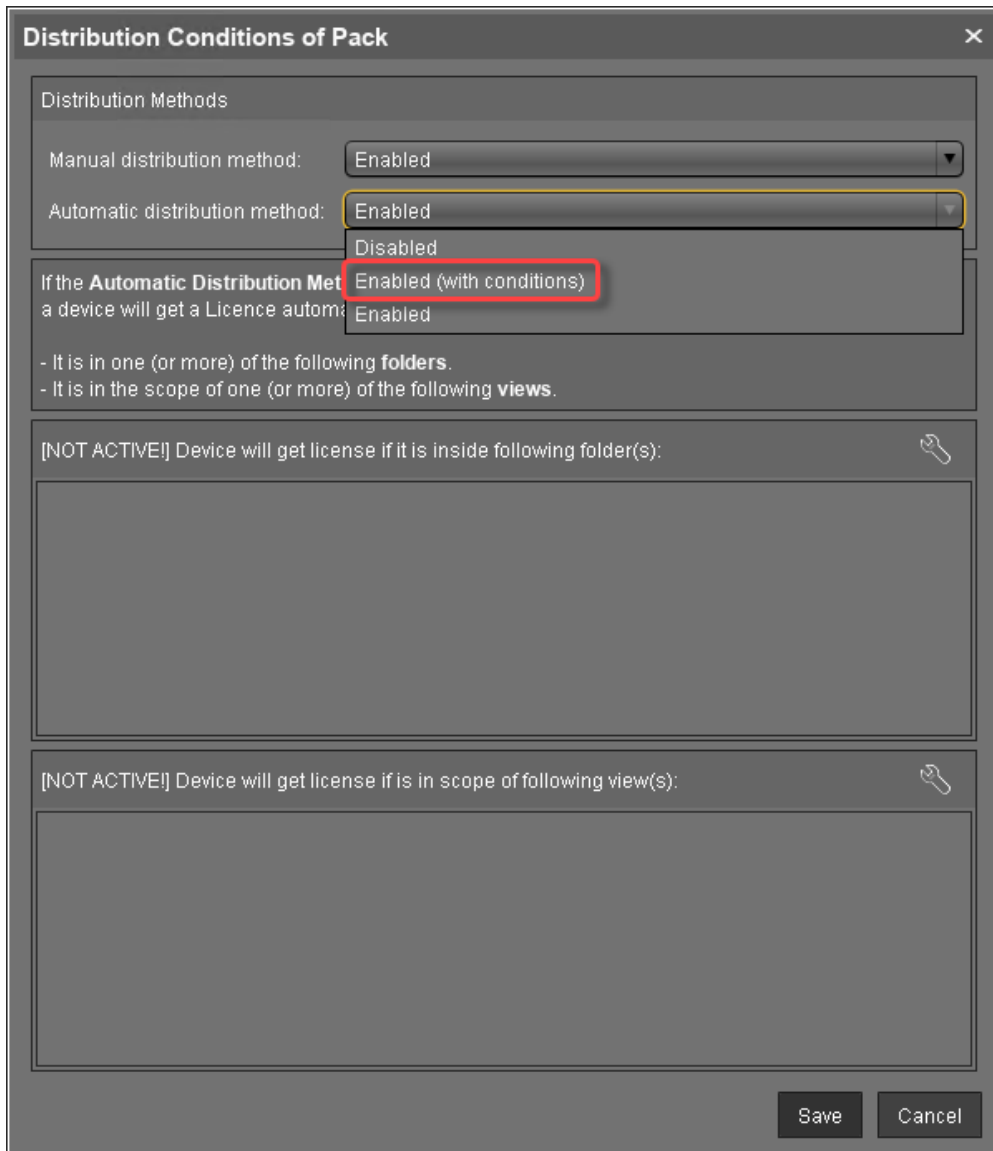 Distribution Conditions of Pack
Distribution Methods
Manual distribution method: Enabled
Automatic distribution method: Enabled
Disabled
Enabled (with conditions)
Enabled
If the Automatic Distribution Met
a device will get a Licence
- It is in one (or more) of the following folders.
- It is in the scope of one (or more) of the following views.
[NOT ACTIVE!] Device will get license if it is inside following folder(s):
[NOT ACTIVE!] Device will get license if is in scope of following view(s):
Save Cancel